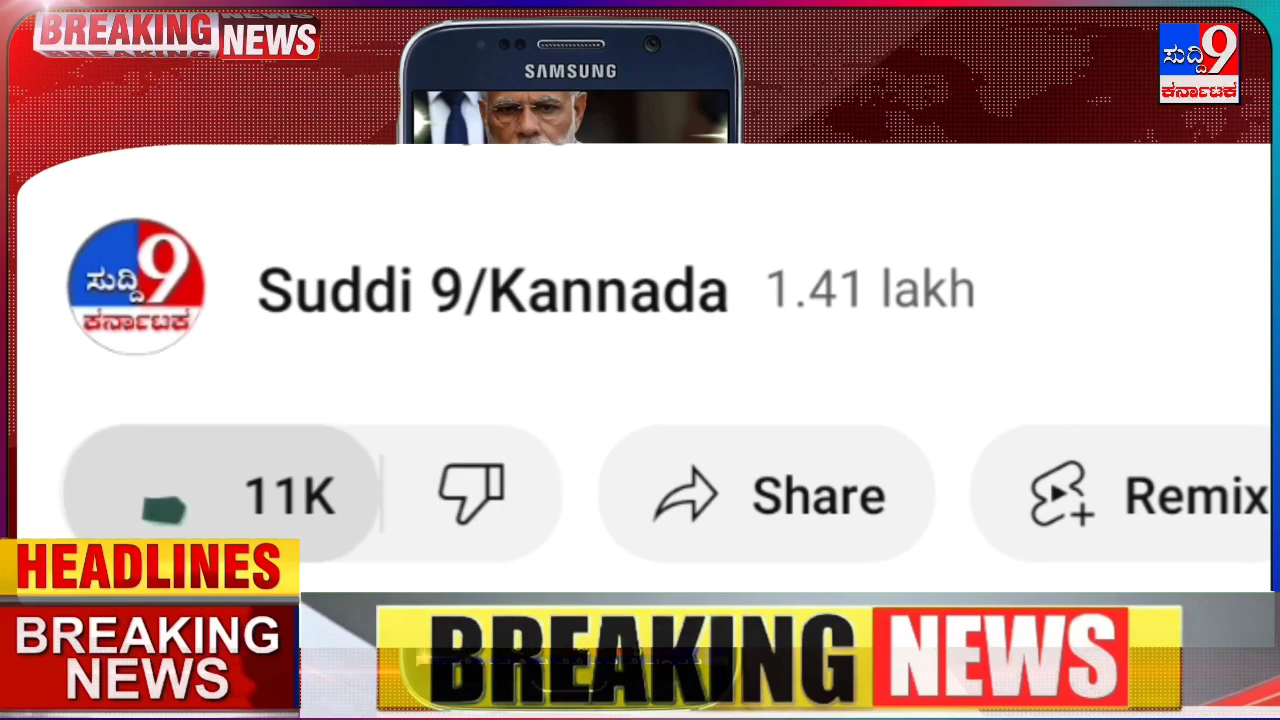 BREAKING NEWS
SAMSUNG
ಸುದ್ದಿ 9
ಕರ್ನಾಟಕ
ಸುದ್ದಿ 9
ಕರ್ನಾಟಕ
Suddi 9/Kannada 1.41 lakh
11K Share Remix
HEADLINES
BREAKING
NEWS
BREAKING NEWS